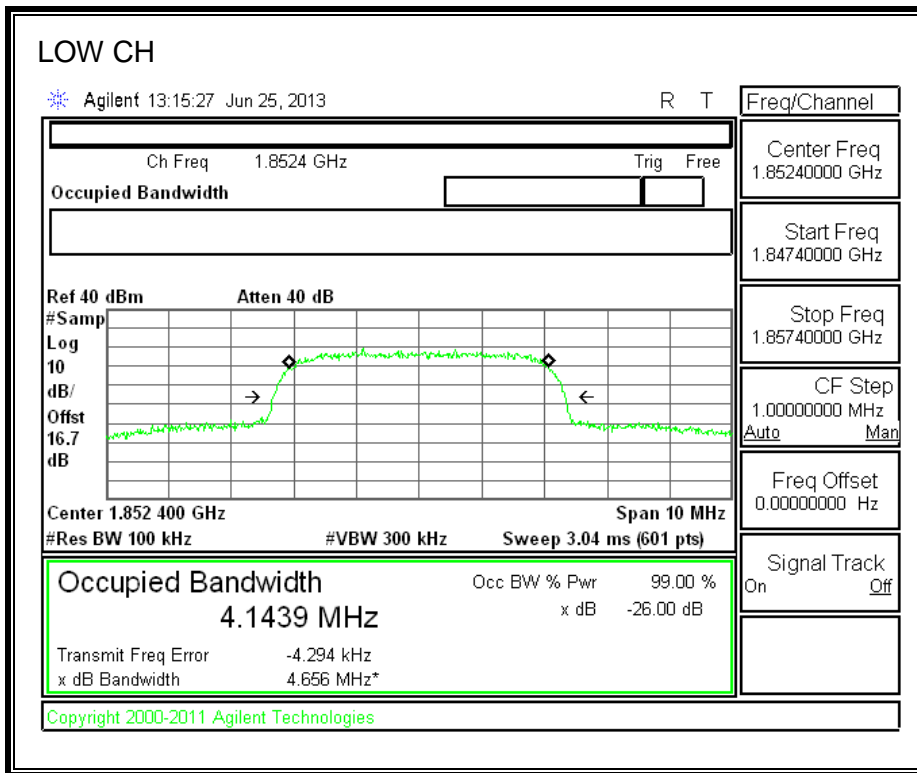 LOW CH
Agilent 13:15:27 Jun 25, 2013 R T
Freq/Channel
Ch Freq 1.8524 GHz Trig Free
Occupied Bandwidth
Center Freq
1.85240000 GHz
Start Freq
1.84740000 GHz
Stop Freq
1.85740000 GHz
CF Step
1.00000000 MHz
Auto Man
Freq Offset
0.00000000 Hz
Signal Track
On Off
Ref 40 dBm Atten 40 dB
#Samp
Log
10
dB/
Offst
16.7
dB
Center 1.852 400 GHz Span 10 MHz
#Res BW 100 kHz #VBW 300 kHz Sweep 3.04 ms (601 pts)
Occupied Bandwidth
4.1439 MHz
Occ BW % Pwr 99.00 %
x dB -26.00 dB
Transmit Freq Error -4.294 kHz
x dB Bandwidth 4.656 MHz*
Copyright 2000-2011 Agilent Technologies